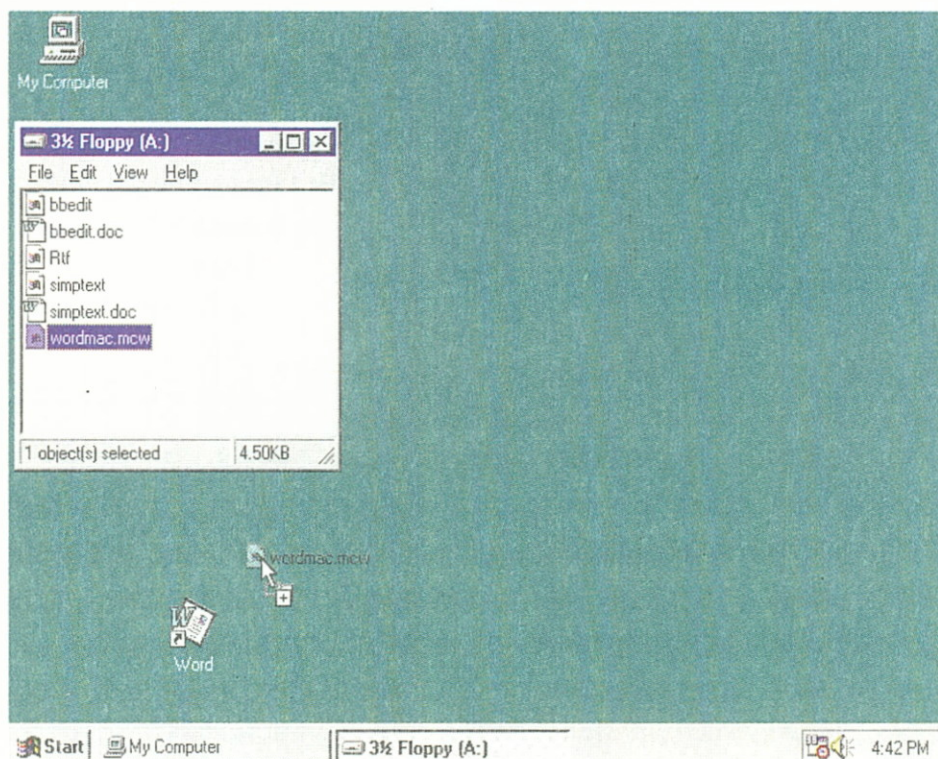 My Computer
3½ Floppy (A:)
File Edit View Help
bbedit
bbedit.doc
Rtf
simptext
simptext.doc
wordmac.mcw
1 object(s) selected 4.50KB
wordmac.mcw
W
Word
Start My Computer 3½ Floppy (A:) 4:42 PM